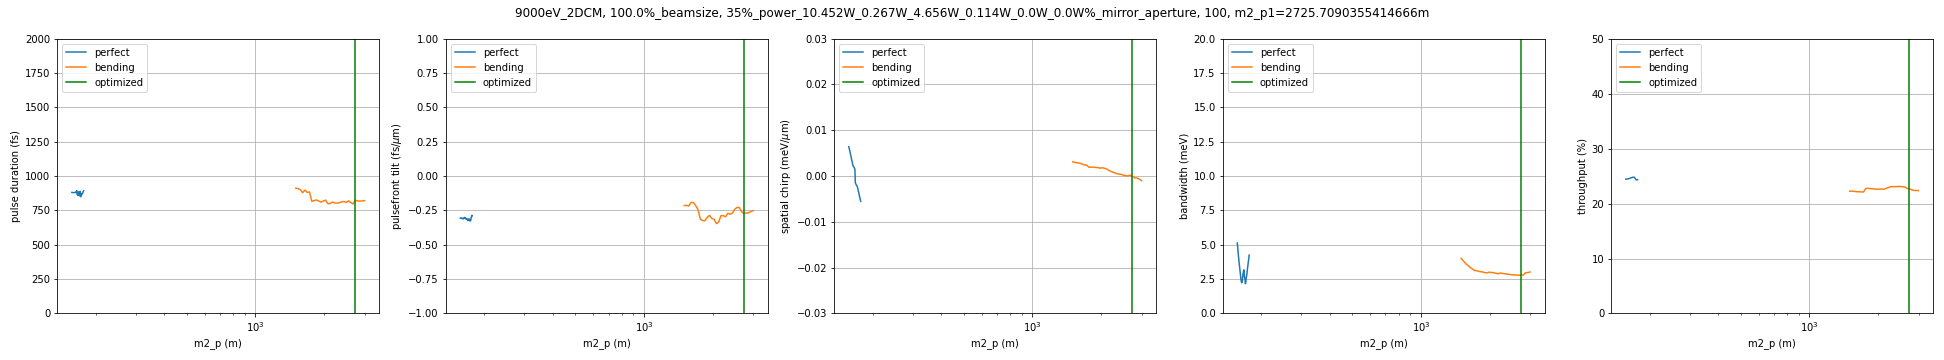 9000eV_2DCM, 100.0%_beamsize, 35%_power_10.452W_0.267W_4.656W_0.114W_0.0W_0.0W%_mirror_aperture, 100, m2_p1=2725.7090355414666m
2000
1750
1500
1250
1000
750
500
250
0
pulse duration (fs)
perfect
bending
optimized
10³
m2_p (m)
1.00
0.75
0.50
0.25
0.00
−0.25
−0.50
−0.75
−1.00
pulsefront tilt (fs/μm)
perfect
bending
optimized
10³
m2_p (m)
0.03
0.02
0.01
0.00
−0.01
−0.02
−0.03
spatial chirp (meV/μm)
perfect
bending
optimized
10³
m2_p (m)
20.0
17.5
15.0
12.5
10.0
7.5
5.0
2.5
0.0
bandwidth (meV)
perfect
bending
optimized
10³
m2_p (m)
50
40
30
20
10
0
throughput (%)
perfect
bending
optimized
10³
m2_p (m)